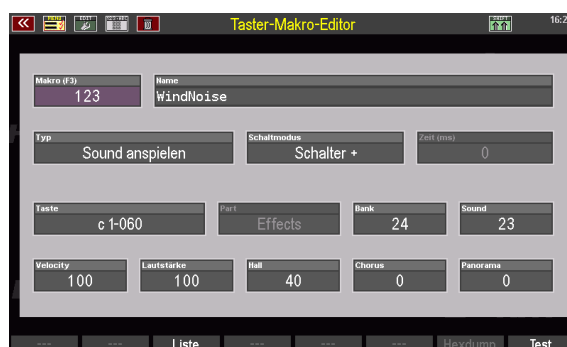 Taster-Makro-Editor
Makro (F3) Name
123 WindNoise
Typ Schaltmodus Zeit (ms)
Sound anspielen Schalter + 0
Taste Part Bank Sound
c 1-060 Effects 24 23
Velocity Lautstärke Hall Chorus Panorama
100 100 40 0 0
--- --- Liste --- --- --- Hexdump Test